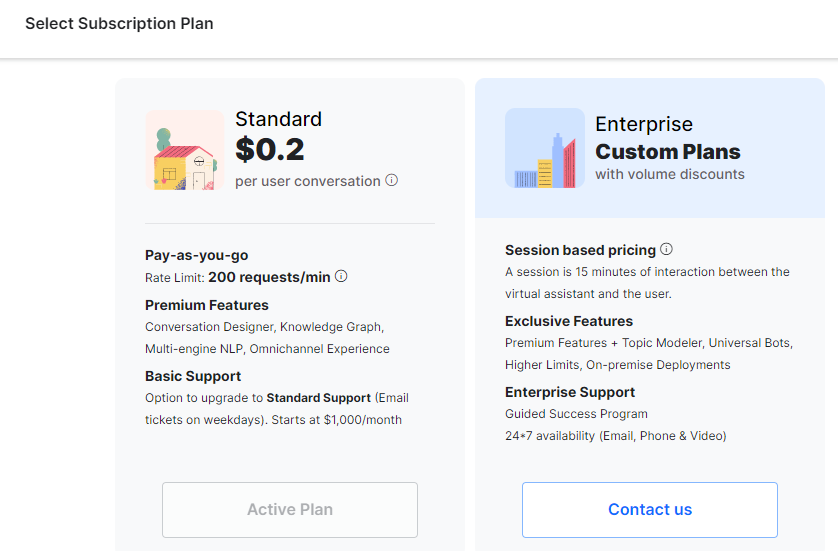 Select Subscription Plan
Standard
$0.2
per user conversation
Pay-as-you-go
Rate Limit: 200 requests/min
Premium Features
Conversation Designer, Knowledge Graph,
Multi-engine NLP, Omnichannel Experience
Basic Support
Option to upgrade to Standard Support (Email
tickets on weekdays). Starts at $1,000/month
Active Plan
Enterprise
Custom Plans
with volume discounts
Session based pricing
A session is 15 minutes of interaction between the
virtual assistant and the user.
Exclusive Features
Premium Features + Topic Modeler, Universal Bots,
Higher Limits, On-premise Deployments
Enterprise Support
Guided Success Program
24*7 availability (Email, Phone & Video)
Contact us